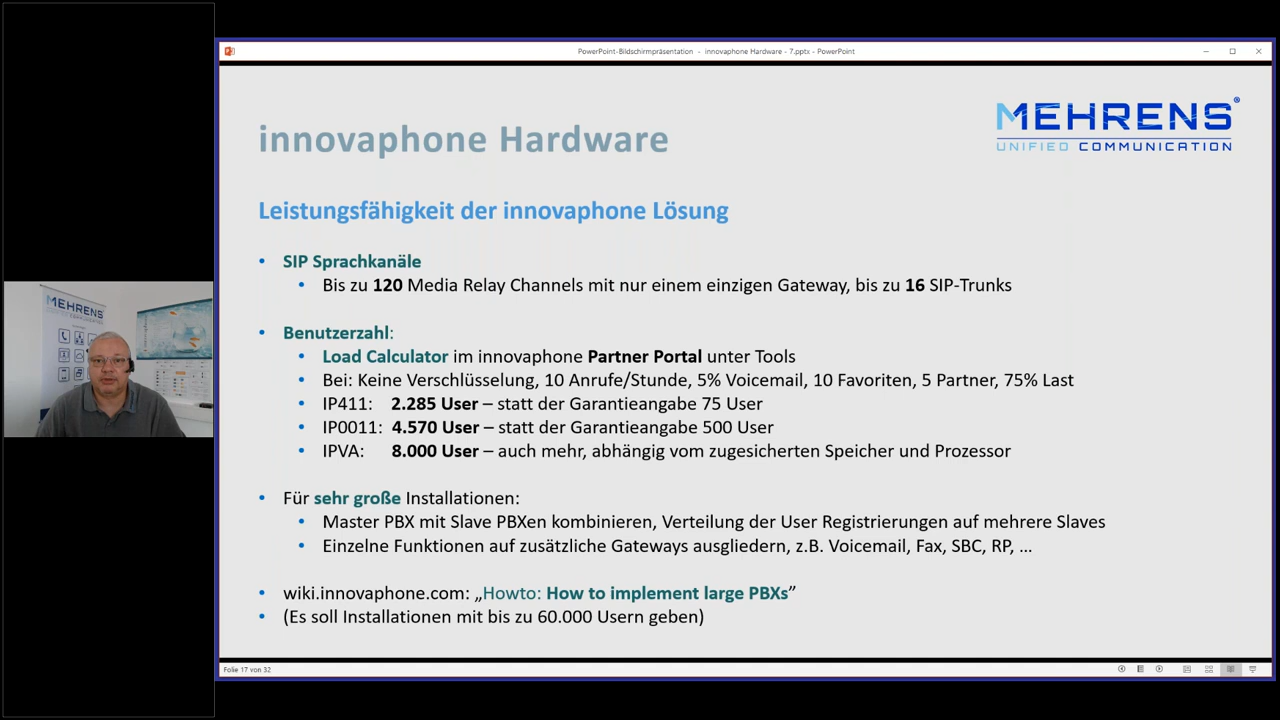 PowerPoint-Bildschirmpräsentation - innovaphone Hardware - 7.pptx - PowerPoint
MEHRENS®
UNIFIED COMMUNICATION
innovaphone Hardware
Leistungsfähigkeit der innovaphone Lösung
• SIP Sprachkanäle
• Bis zu 120 Media Relay Channels mit nur einem einzigen Gateway, bis zu 16 SIP-Trunks
• Benutzerzahl:
• Load Calculator im innovaphone Partner Portal unter Tools
• Bei: Keine Verschlüsselung, 10 Anrufe/Stunde, 5% Voicemail, 10 Favoriten, 5 Partner, 75% Last
• IP411: 2.285 User – statt der Garantieangabe 75 User
• IP0011: 4.570 User – statt der Garantieangabe 500 User
• IPVA: 8.000 User – auch mehr, abhängig vom zugesicherten Speicher und Prozessor
• Für sehr große Installationen:
• Master PBX mit Slave PBXen kombinieren, Verteilung der User Registrierungen auf mehrere Slaves
• Einzelne Funktionen auf zusätzliche Gateways ausgliedern, z.B. Voicemail, Fax, SBC, RP, ...
• wiki.innovaphone.com: „Howto: How to implement large PBXs”
• (Es soll Installationen mit bis zu 60.000 Usern geben)
Folie 17 von 32
MEHRENS